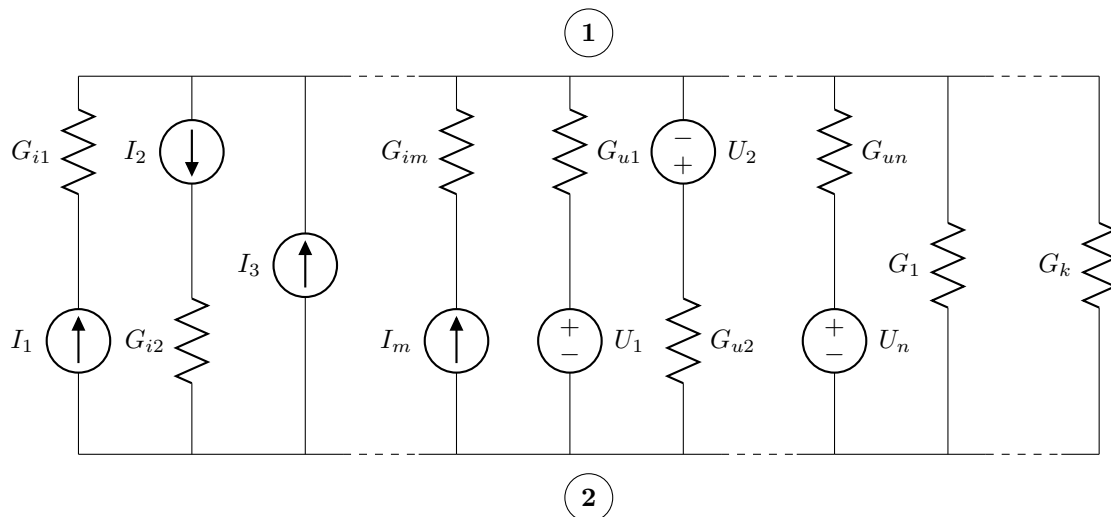 1
G_{i1} I_2 G_{im} G_{u1} − + U_2 G_{un}
I_3 G_1 G_k
I_1 G_{i2} I_m + − U_1 G_{u2} + − U_n
2